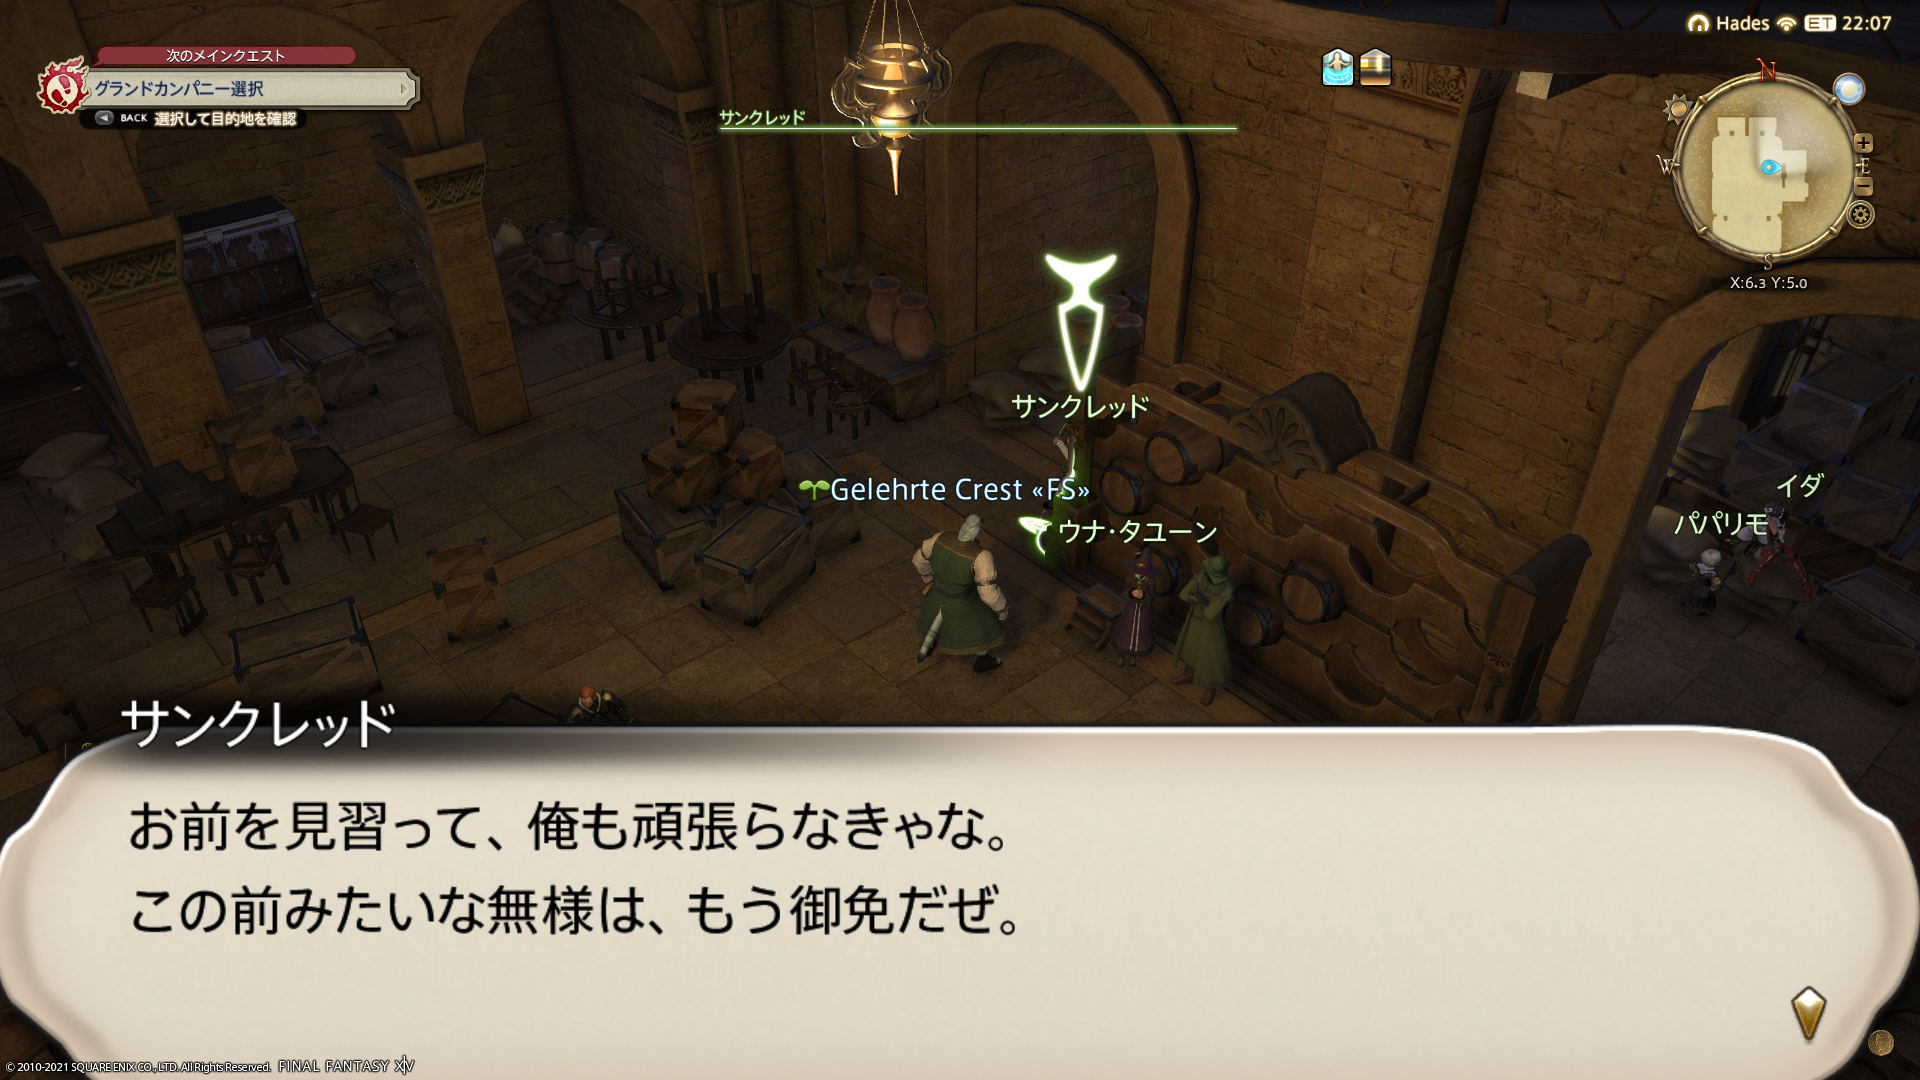 Hades ET 22:07
次のメインクエスト
グランドカンパニー選択
BACK 選択して目的地を確認
サンクレッド
N
W
E
S
X:6.3 Y:5.0
サンクレッド
Gelehrte Crest «FS»
ウナ・タユーン
イダ
パパリモ
サンクレッド
お前を見習って、俺も頑張らなきゃな。
この前みたいな無様は、もう御免だぜ。
© 2010-2021 SQUARE ENIX CO., LTD. All Rights Reserved. FINAL FANTASY XIV